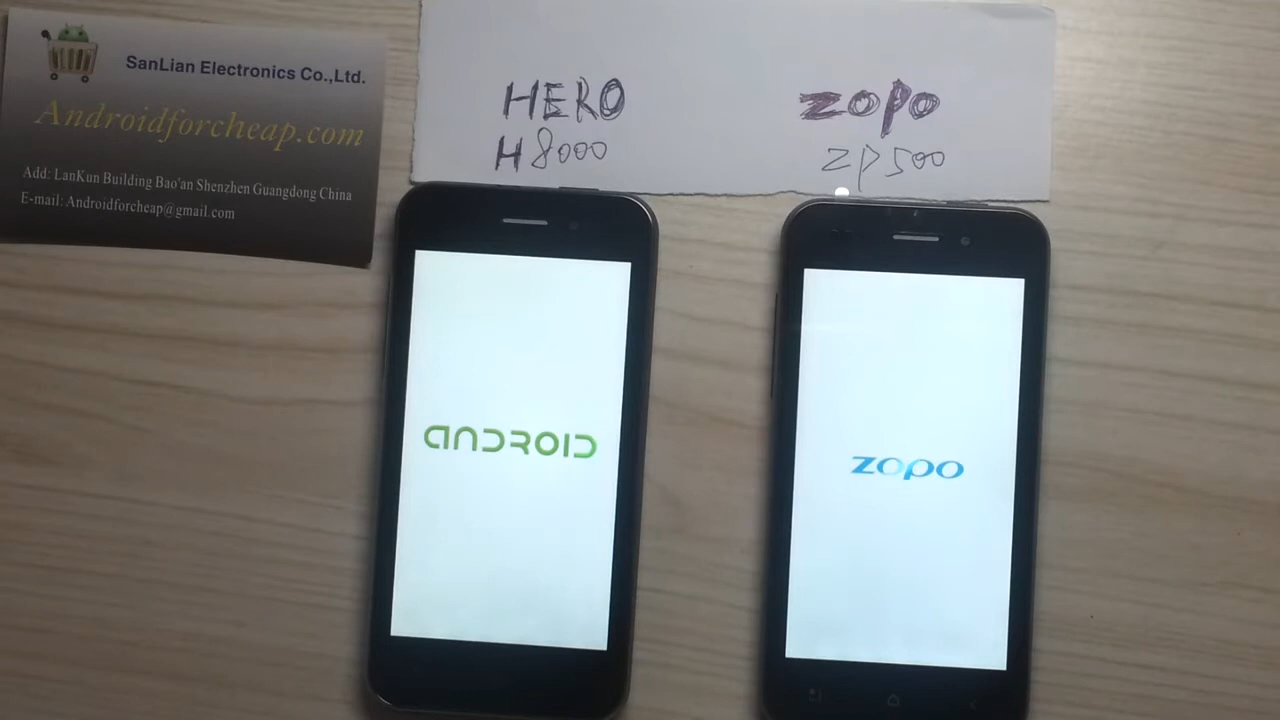 SanLian Electronics Co.,Ltd.
Androidforcheap.com
Add: LanKun Building Bao'an Shenzhen Guangdong China
E-mail: Androidforcheap@gmail.com
HERO
H8000
ZOPO
ZP500
ANDROID
ZOPO